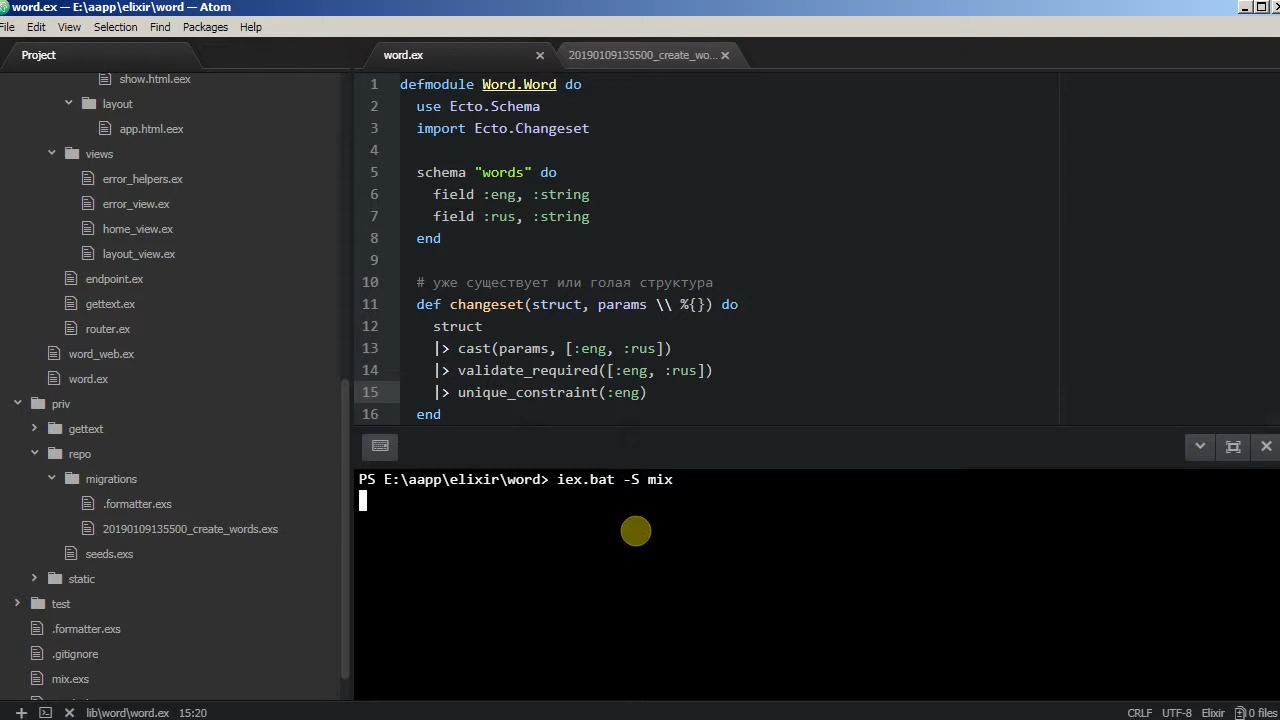 word.ex — E:\aapp\elixir\word — Atom
File Edit View Selection Find Packages Help
Project
word.ex
20190109135500_create_wo...
show.html.eex
layout
app.html.eex
views
error_helpers.ex
error_view.ex
home_view.ex
layout_view.ex
endpoint.ex
gettext.ex
router.ex
word_web.ex
word.ex
priv
gettext
repo
migrations
.formatter.exs
20190109135500_create_words.exs
seeds.exs
static
test
.formatter.exs
.gitignore
mix.exs
1 defmodule Word.Word do
2 use Ecto.Schema
3 import Ecto.Changeset
4
5 schema "words" do
6 field :eng, :string
7 field :rus, :string
8 end
9
10 # уже существует или голая структура
11 def changeset(struct, params \\ %{}) do
12 struct
13 |> cast(params, [:eng, :rus])
14 |> validate_required([:eng, :rus])
15 |> unique_constraint(:eng)
16 end
PS E:\aapp\elixir\word> iex.bat -S mix
lib\word\word.ex 15:20
CRLF UTF-8 Elixir 0 files